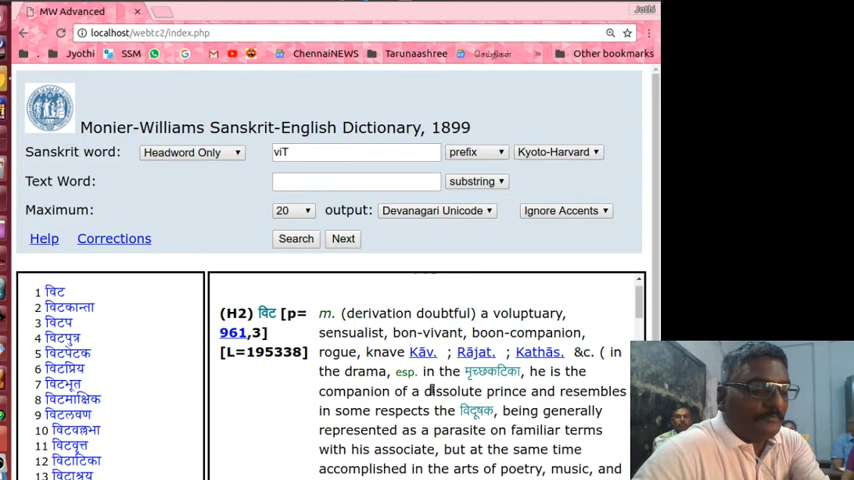 MW Advanced
Jothi
localhost/webtc2/index.php
. Jyothi SSM ChennaiNEWS Tarunaashree செய்திகள் » Other bookmarks
Monier-Williams Sanskrit-English Dictionary, 1899
Sanskrit word: Headword Only viT prefix Kyoto-Harvard
Text Word: substring
Maximum: 20 output: Devanagari Unicode Ignore Accents
Help Corrections Search Next
1 विट
2 विटकान्ता
3 विटप
4 विटपुत्र
5 विटपेटक
6 विटप्रिय
7 विटभूत
8 विटमाक्षिक
9 विटलवण
10 विटवल्लभा
11 विटवृत्त
12 विटाटिका
13 विटाश्रय
(H2) विट [p=
961,3]
[L=195338]
m. (derivation doubtful) a voluptuary,
sensualist, bon-vivant, boon-companion,
rogue, knave Kāv. ; Rājat. ; Kathās. &c. ( in
the drama, esp. in the मृच्छकटिका, he is the
companion of a dissolute prince and resembles
in some respects the विदूषक, being generally
represented as a parasite on familiar terms
with his associate, but at the same time
accomplished in the arts of poetry, music, and